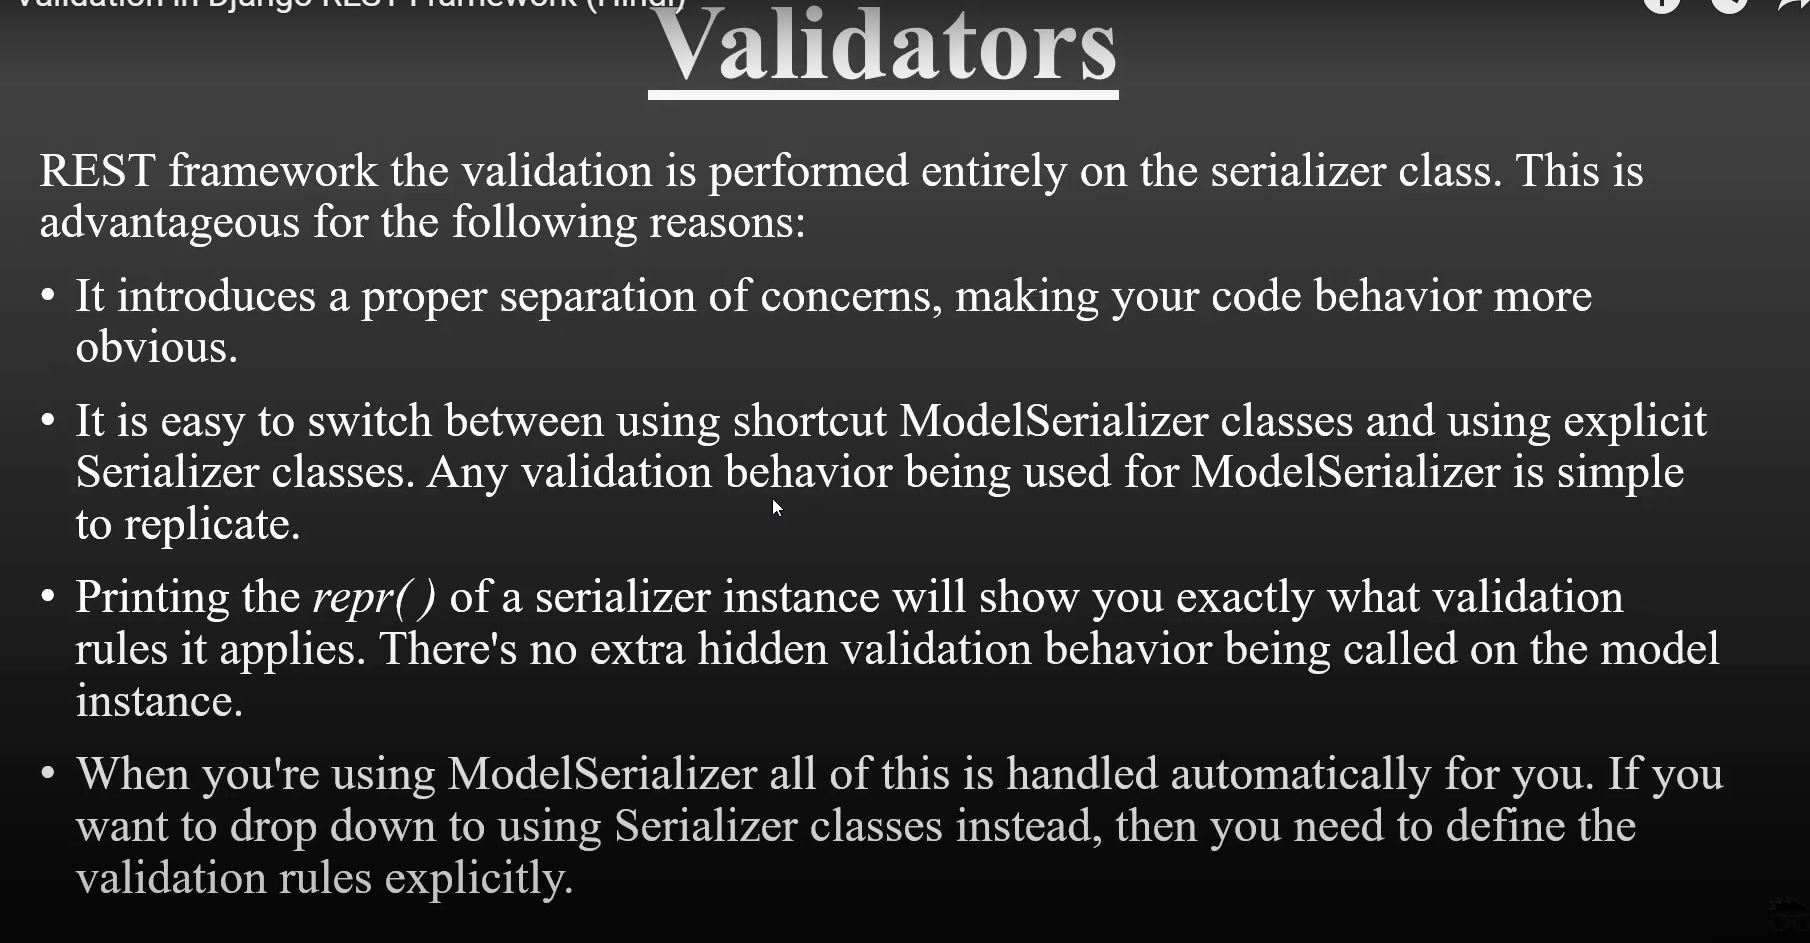 Validation in Django REST Framework (Hindi)
Validators
REST framework the validation is performed entirely on the serializer class. This is
advantageous for the following reasons:
• It introduces a proper separation of concerns, making your code behavior more
obvious.
• It is easy to switch between using shortcut ModelSerializer classes and using explicit
Serializer classes. Any validation behavior being used for ModelSerializer is simple
to replicate.
• Printing the repr( ) of a serializer instance will show you exactly what validation
rules it applies. There's no extra hidden validation behavior being called on the model
instance.
• When you're using ModelSerializer all of this is handled automatically for you. If you
want to drop down to using Serializer classes instead, then you need to define the
validation rules explicitly.